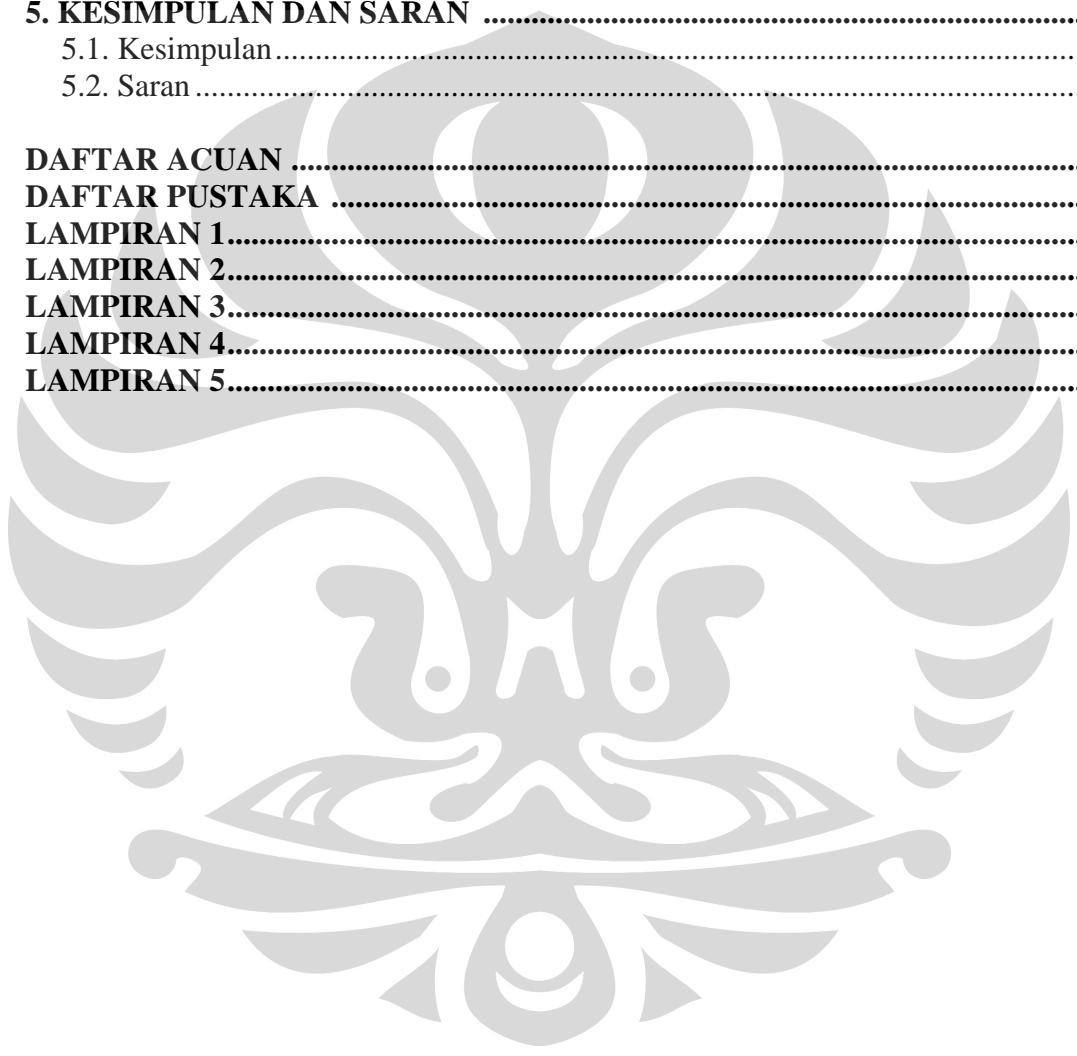 5. KESIMPULAN DAN SARAN ........................................................................
5.1. Kesimpulan....................................................................................................
5.2. Saran ..............................................................................................................
DAFTAR ACUAN ................................................................................................
DAFTAR PUSTAKA ...........................................................................................
LAMPIRAN 1........................................................................................................
LAMPIRAN 2........................................................................................................
LAMPIRAN 3........................................................................................................
LAMPIRAN 4........................................................................................................
LAMPIRAN 5........................................................................................................